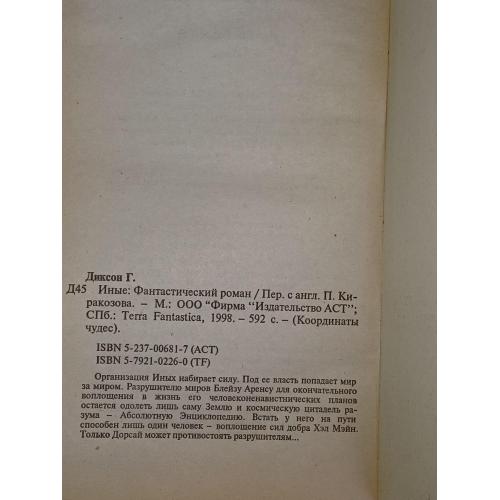 Диксон Г.
Д45 Иные: Фантастический роман / Пер. с англ. П. Ки-
ракозова. – М.: ООО "Фирма "Издательство АСТ";
СПб.: Terra Fantastica, 1998. – 592 с. – (Координаты
чудес).
ISBN 5-237-00681-7 (АСТ)
ISBN 5-7921-0226-0 (TF)
Организация Иных набирает силу. Под ее власть попадает мир
за миром. Разрушителю миров Блейзу Аренсу для окончательного
воплощения в жизнь его человеконенавистнических планов
остается одолеть лишь саму Землю и космическую цитадель ра-
зума – Абсолютную Энциклопедию. Встать у него на пути
способен лишь один человек – воплощение сил добра Хэл Мэйн.
Только Дорсай может противостоять разрушителям...